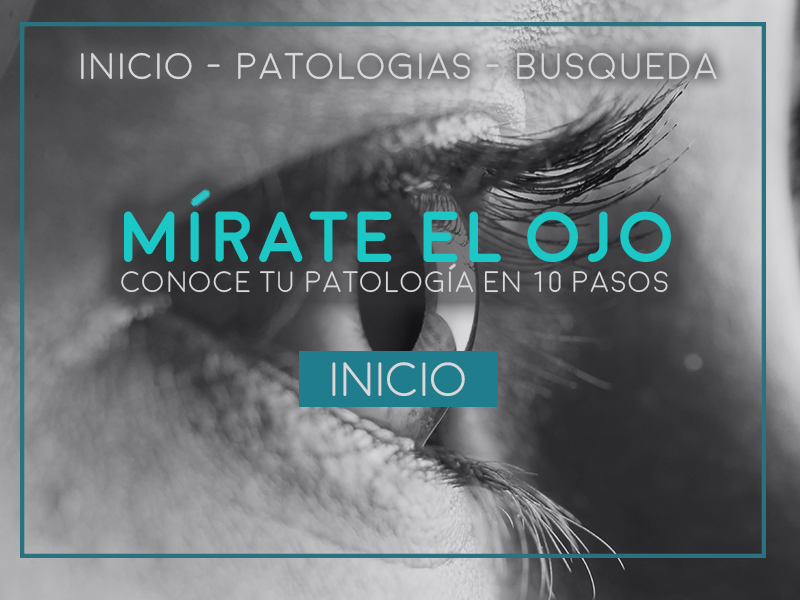 INICIO - PATOLOGIAS - BUSQUEDA
MÍRATE EL OJO
CONOCE TU PATOLOGÍA EN 10 PASOS
INICIO